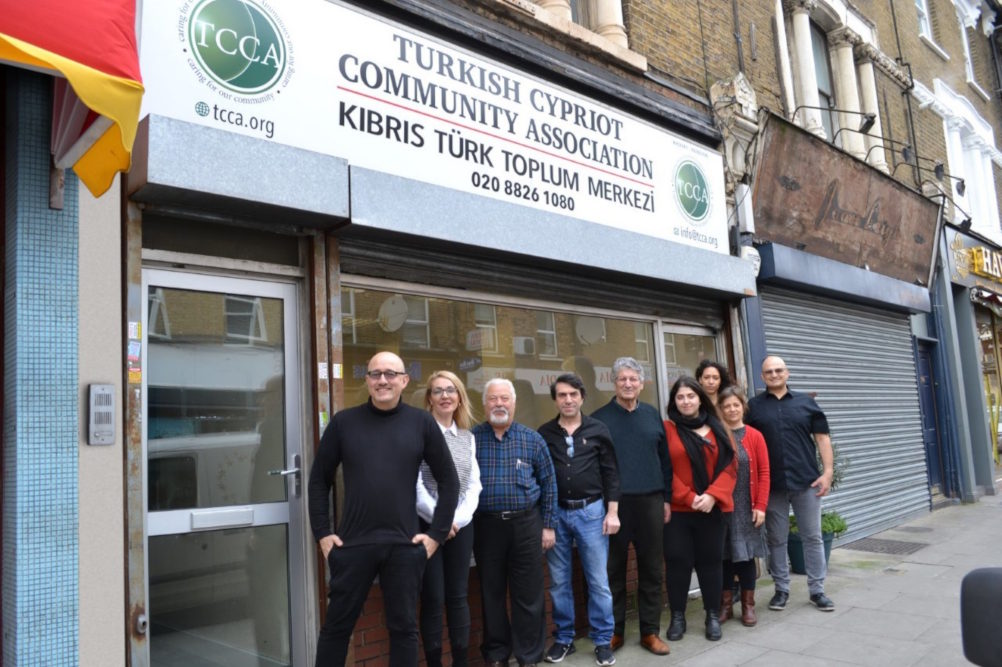 TCCA
caring for our community
tcca.org
TURKISH CYPRIOT
COMMUNITY ASSOCIATION
KIBRIS TÜRK TOPLUM MERKEZİ
020 8826 1080
TCCA
info@tcca.org
HAV